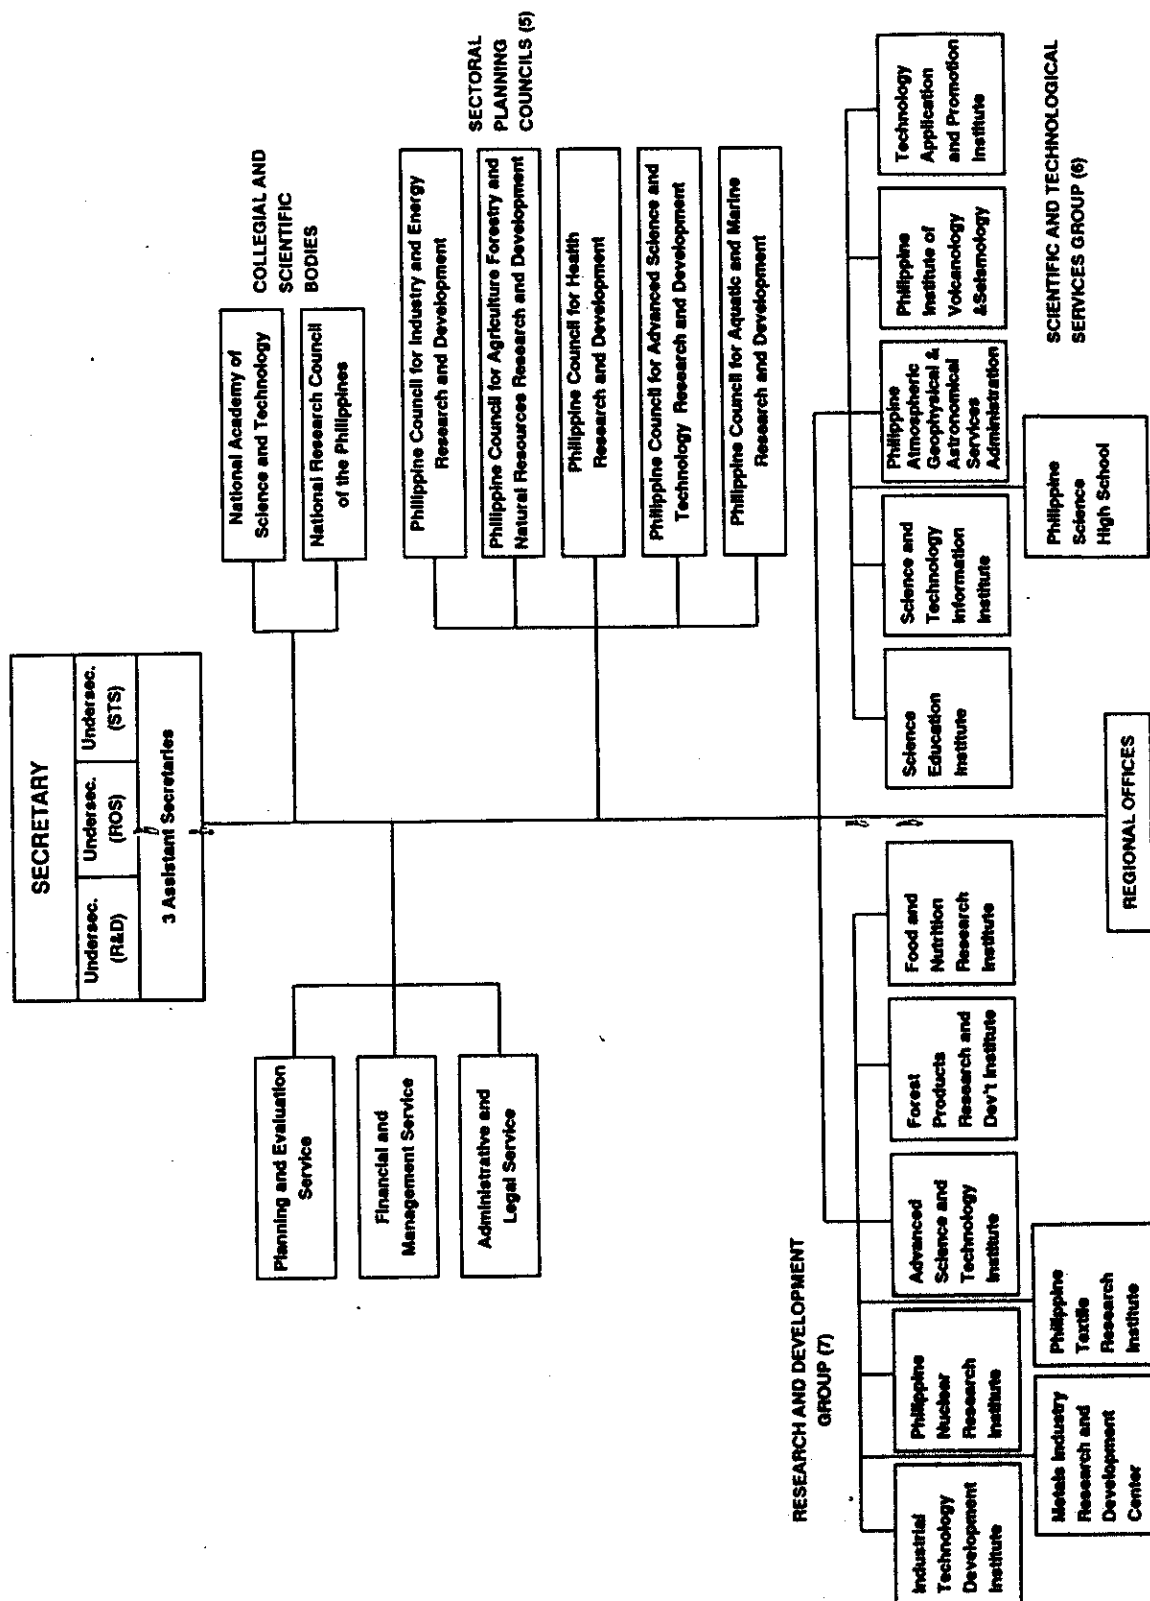 SECRETARY
Undersec.
(R&D)
Undersec.
(ROS)
Undersec.
(STS)
3 Assistant Secretaries
National Academy of
Science and Technology
National Research Council
of the Philippines
COLLEGIAL AND
SCIENTIFIC
BODIES
Planning and Evaluation
Service
Financial and
Management Service
Administrative and
Legal Service
SECTORAL
PLANNING
COUNCILS (5)
Philippine Council for Industry and Energy
Research and Development
Philippine Council for Agriculture Forestry and
Natural Resources Research and Development
Philippine Council for Health
Research and Development
Philippine Council for Advanced Science and
Technology Research and Development
Philippine Council for Aquatic and Marine
Research and Development
RESEARCH AND DEVELOPMENT
GROUP (7)
Industrial
Technology
Development
Institute
Philippine
Nuclear
Research
Institute
Advanced
Science and
Technology
Institute
Forest
Products
Research and
Dev't Institute
Food and
Nutrition
Research
Institute
Metals Industry
Research and
Development
Center
Philippine
Textile
Research
Institute
Science
Education
Institute
Science and
Technology
Information
Institute
Philippine
Atmospheric
Geophysical &
Astronomical
Services
Administration
Philippine
Institute of
Volcanology
&Seismology
Technology
Application
and Promotion
Institute
Philippine
Science
High School
SCIENTIFIC AND TECHNOLOGICAL
SERVICES GROUP (6)
REGIONAL OFFICES